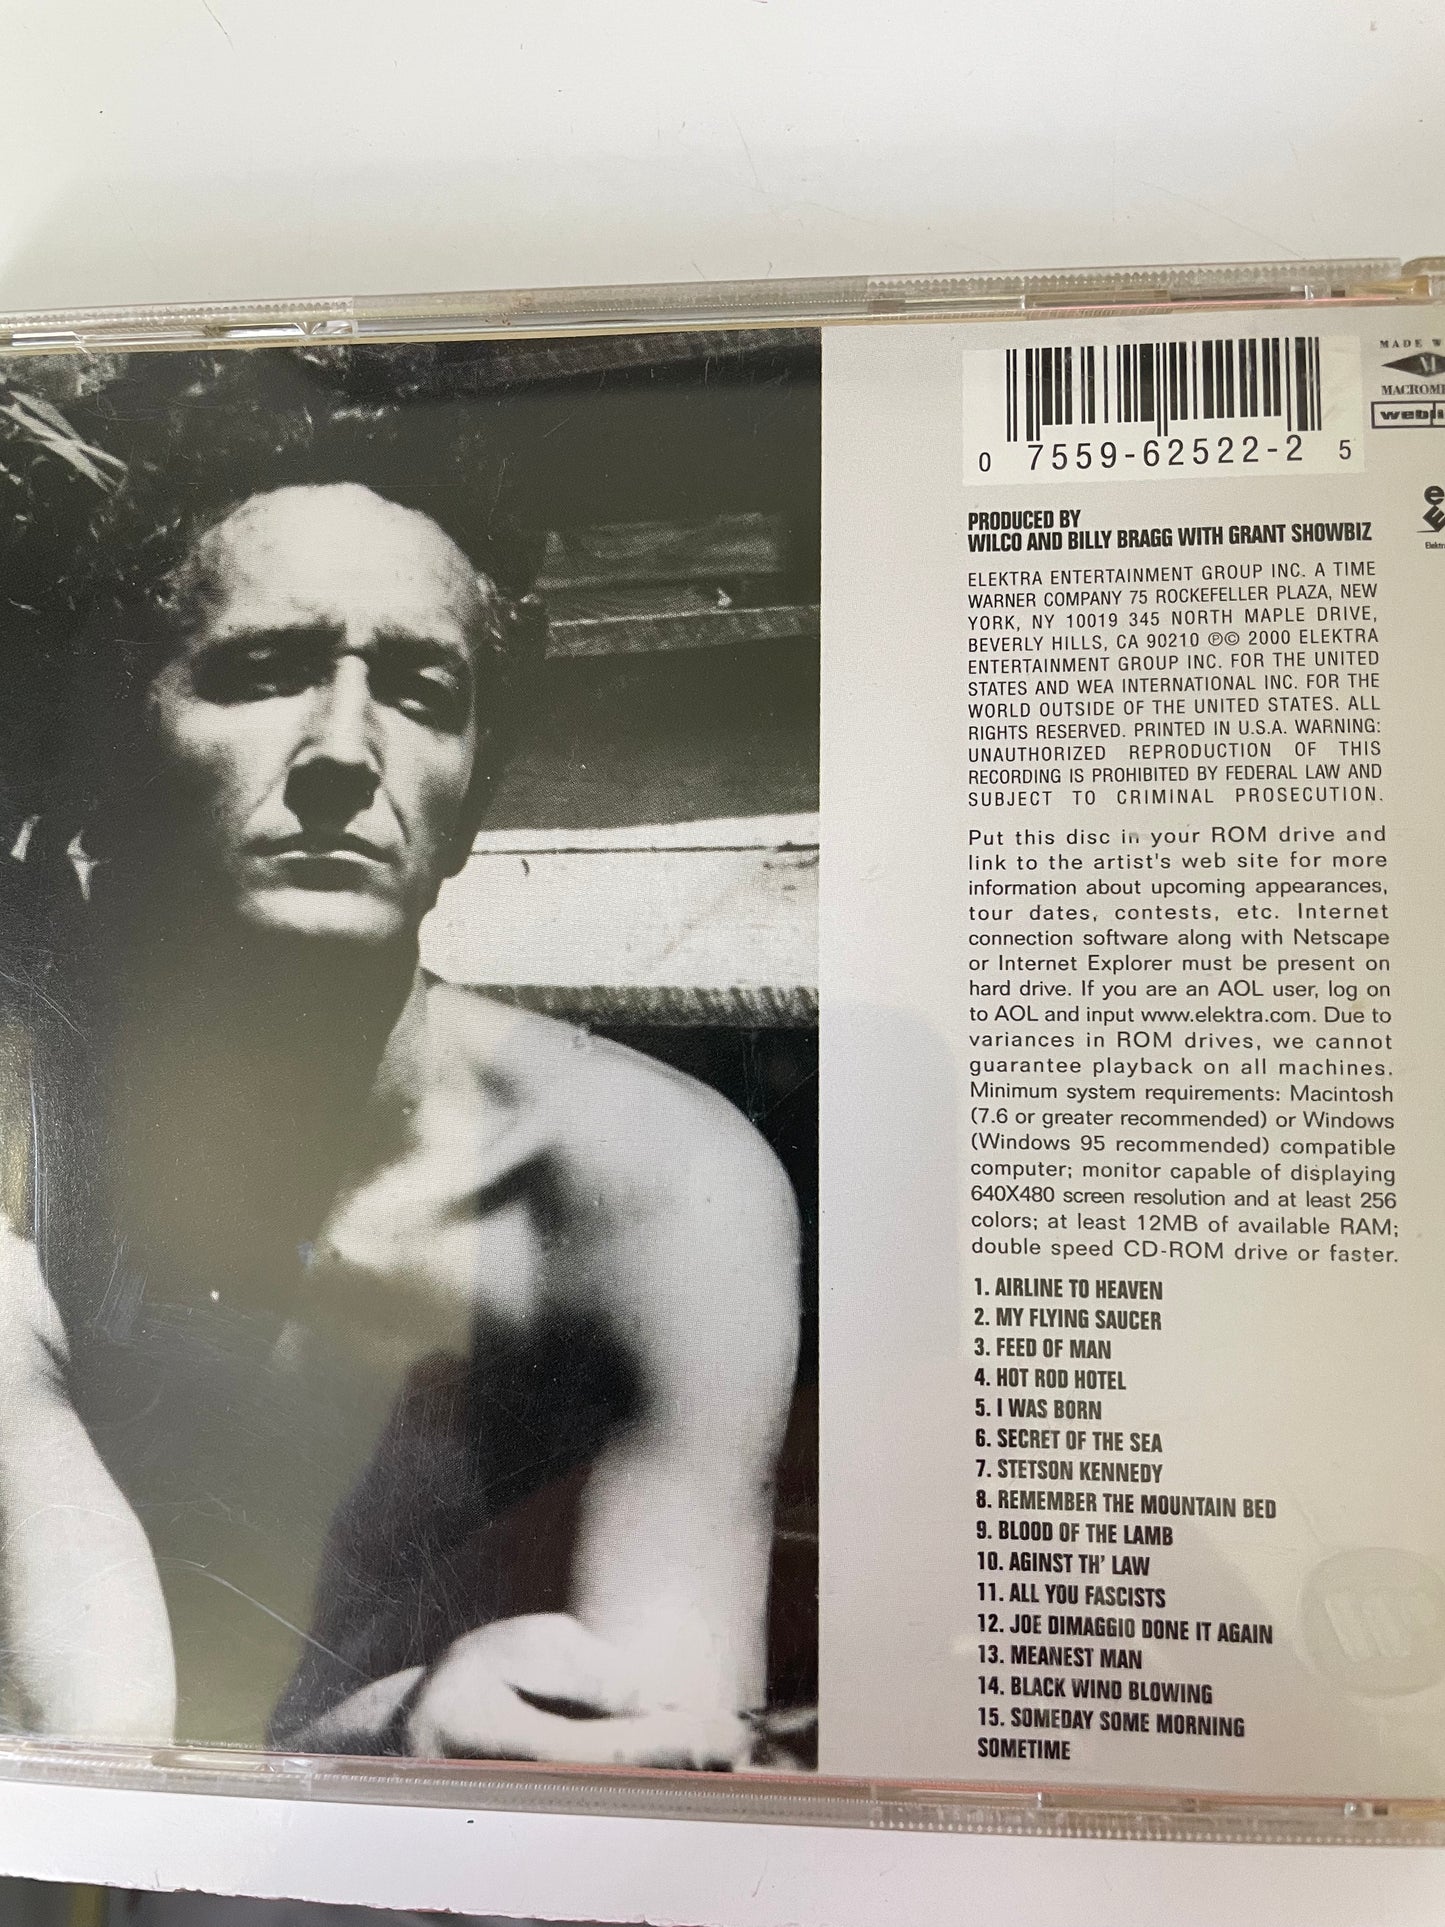 0 7559-62522-2 5
MADE W
M
MACROME
PRODUCED BY
WILCO AND BILLY BRAGG WITH GRANT SHOWBIZ
ELEKTRA ENTERTAINMENT GROUP INC. A TIME
WARNER COMPANY 75 ROCKEFELLER PLAZA, NEW
YORK, NY 10019 345 NORTH MAPLE DRIVE,
BEVERLY HILLS, CA 90210 ℗© 2000 ELEKTRA
ENTERTAINMENT GROUP INC. FOR THE UNITED
STATES AND WEA INTERNATIONAL INC. FOR THE
WORLD OUTSIDE OF THE UNITED STATES. ALL
RIGHTS RESERVED. PRINTED IN U.S.A. WARNING:
UNAUTHORIZED REPRODUCTION OF THIS
RECORDING IS PROHIBITED BY FEDERAL LAW AND
SUBJECT TO CRIMINAL PROSECUTION.
Put this disc in your ROM drive and
link to the artist's web site for more
information about upcoming appearances,
tour dates, contests, etc. Internet
connection software along with Netscape
or Internet Explorer must be present on
hard drive. If you are an AOL user, log on
to AOL and input www.elektra.com. Due to
variances in ROM drives, we cannot
guarantee playback on all machines.
Minimum system requirements: Macintosh
(7.6 or greater recommended) or Windows
(Windows 95 recommended) compatible
computer; monitor capable of displaying
640X480 screen resolution and at least 256
colors; at least 12MB of available RAM;
double speed CD-ROM drive or faster.
1. AIRLINE TO HEAVEN
2. MY FLYING SAUCER
3. FEED OF MAN
4. HOT ROD HOTEL
5. I WAS BORN
6. SECRET OF THE SEA
7. STETSON KENNEDY
8. REMEMBER THE MOUNTAIN BED
9. BLOOD OF THE LAMB
10. AGINST TH' LAW
11. ALL YOU FASCISTS
12. JOE DIMAGGIO DONE IT AGAIN
13. MEANEST MAN
14. BLACK WIND BLOWING
15. SOMEDAY SOME MORNING
SOMETIME